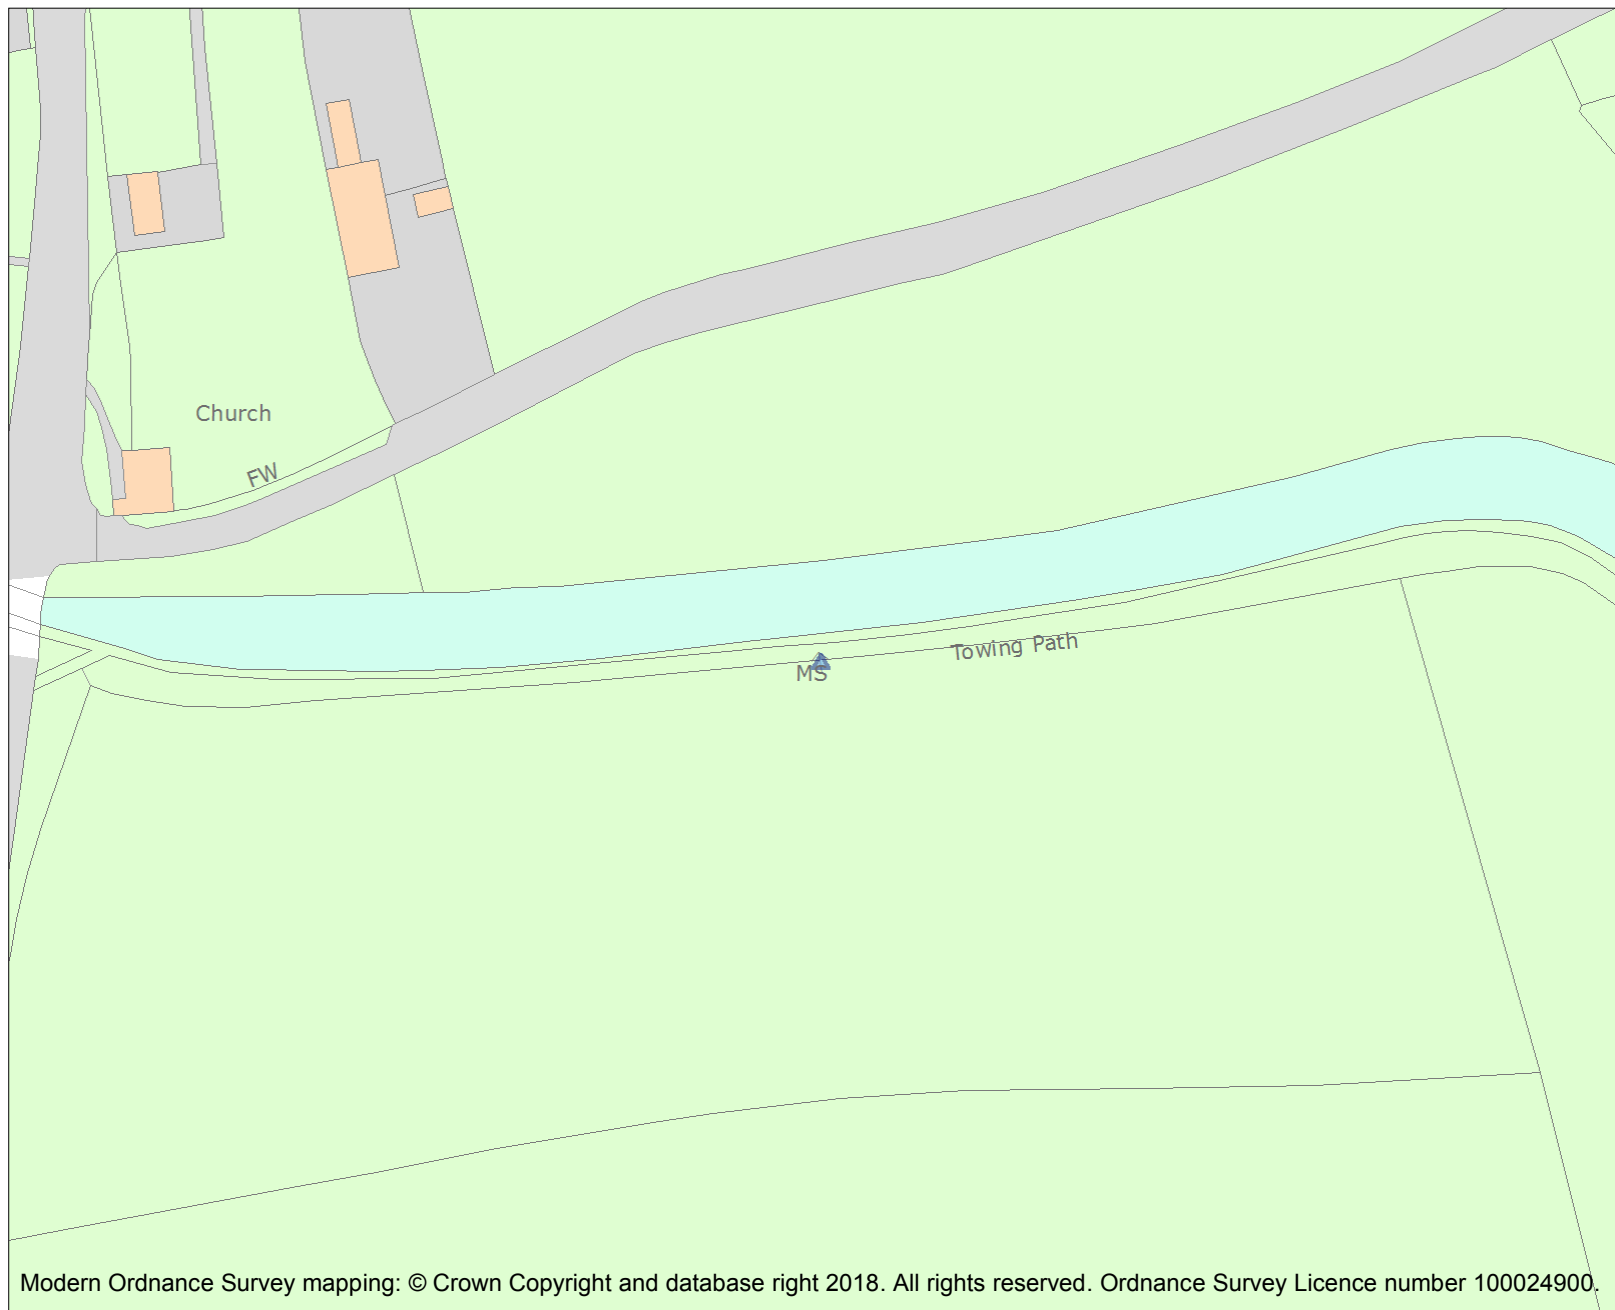 Church
FW
Towing Path
MS
Modern Ordnance Survey mapping: © Crown Copyright and database right 2018. All rights reserved. Ordnance Survey Licence number 100024900.